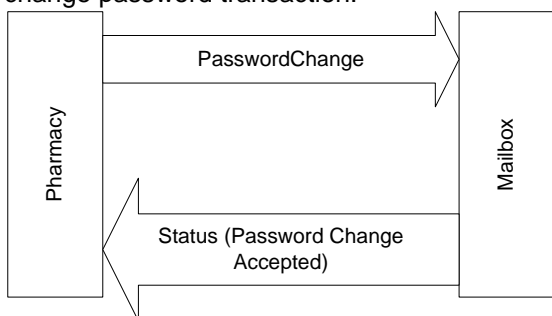 change password transaction.
PasswordChange
Pharmacy
Mailbox
Status (Password Change
Accepted)